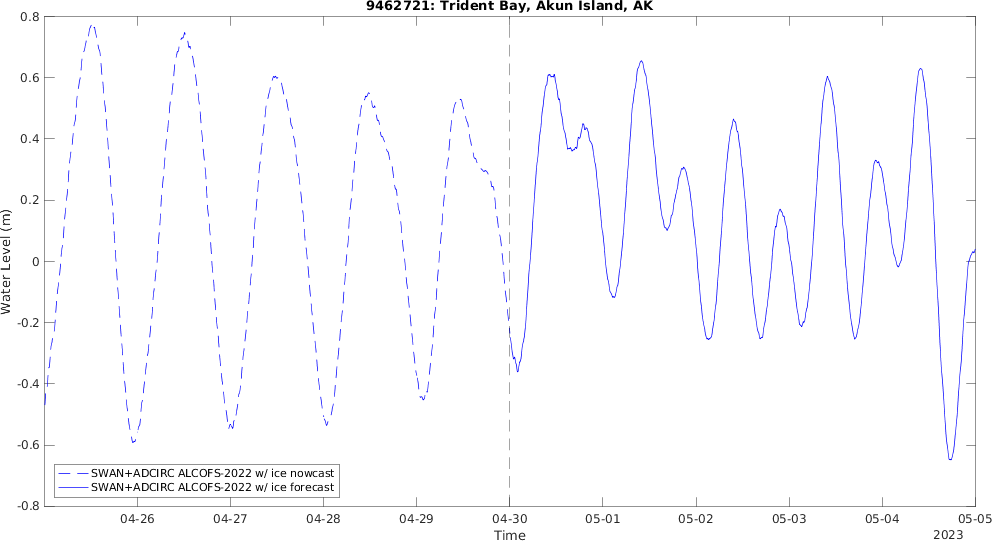 9462721: Trident Bay, Akun Island, AK
Water Level (m)
0.8
0.6
0.4
0.2
0
-0.2
-0.4
-0.6
-0.8
SWAN+ADCIRC ALCOFS-2022 w/ ice nowcast
SWAN+ADCIRC ALCOFS-2022 w/ ice forecast
04-26 04-27 04-28 04-29 04-30 05-01 05-02 05-03 05-04 05-05
Time
2023